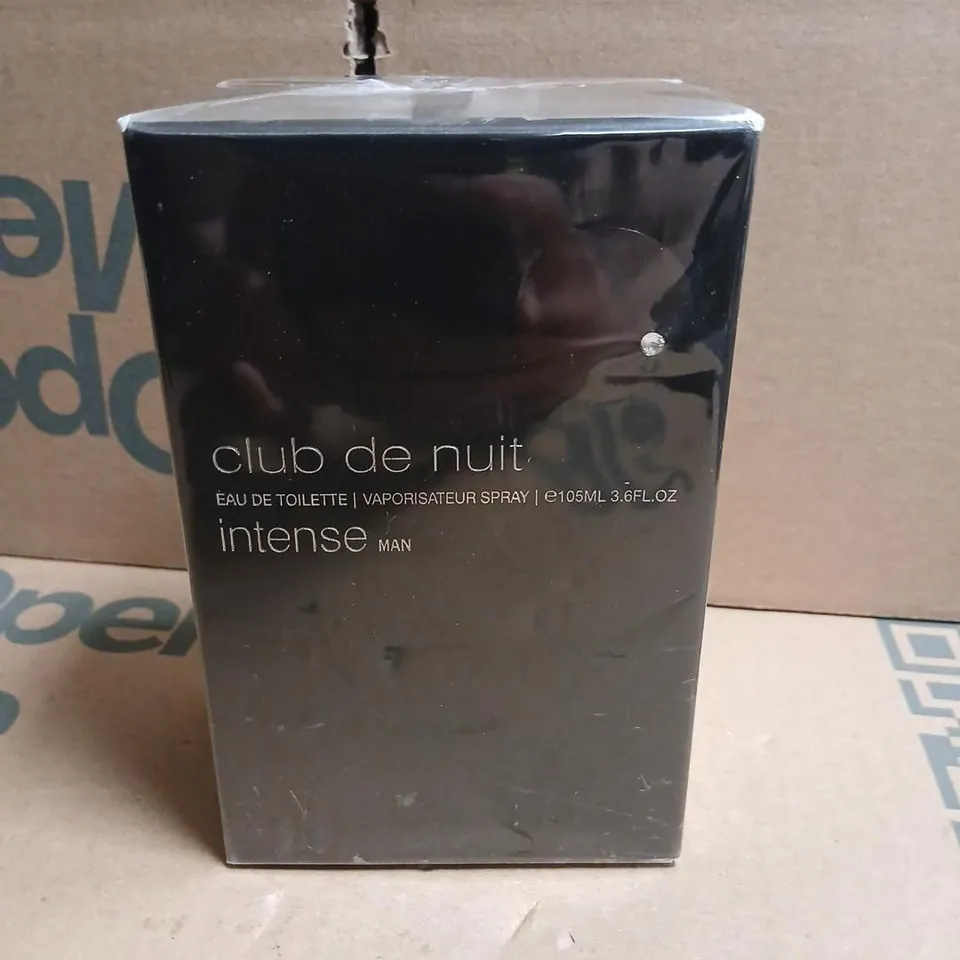 club de nuit
EAU DE TOILETTE | VAPORISATEUR SPRAY | ℮105ML 3.6FL.OZ
intense MAN